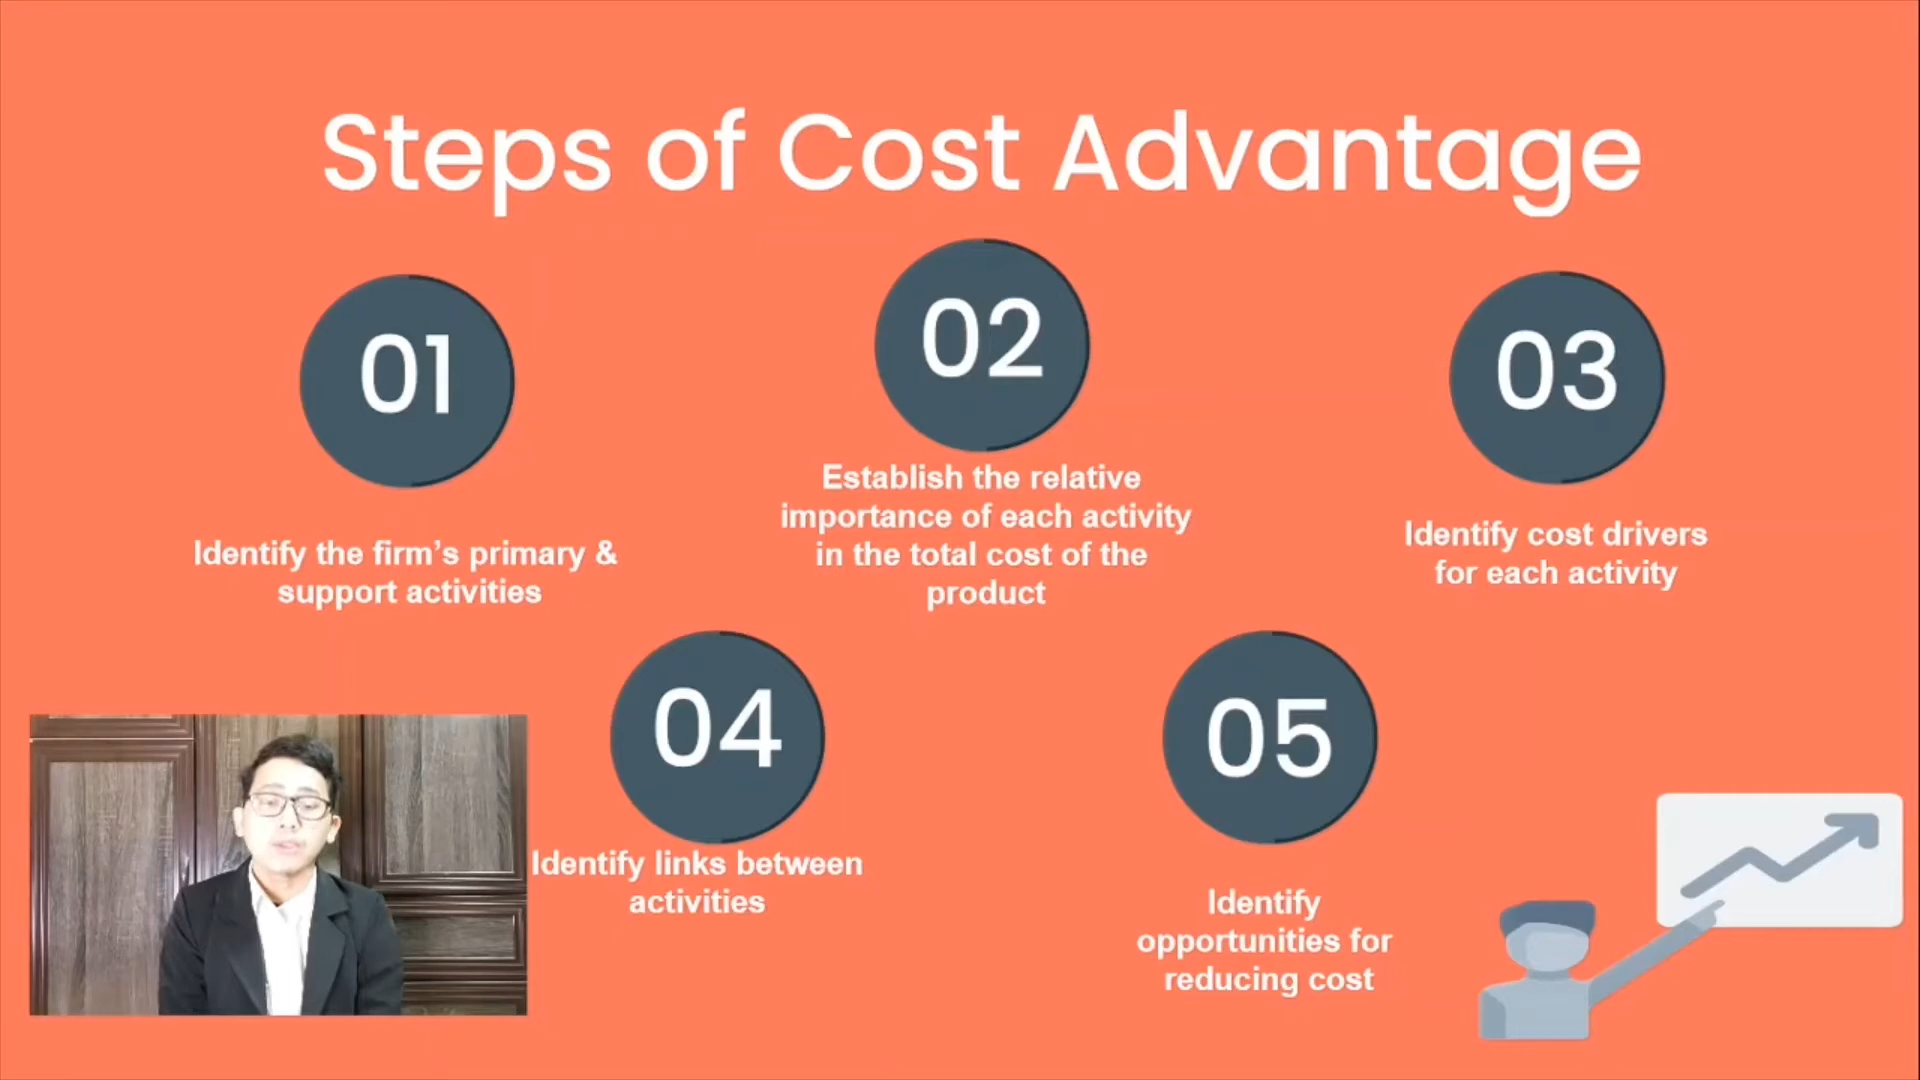 Steps of Cost Advantage
01
Identify the firm’s primary &
support activities
02
Establish the relative
importance of each activity
in the total cost of the
product
03
Identify cost drivers
for each activity
04
Identify links between
activities
05
Identify
opportunities for
reducing cost